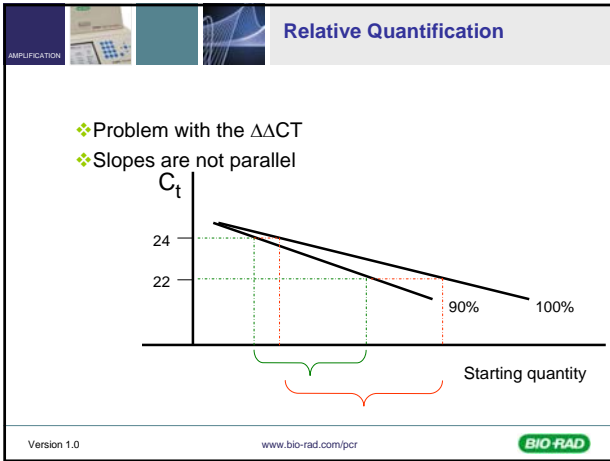 AMPLIFICATION
Relative Quantification
❖Problem with the ΔΔCT
❖Slopes are not parallel
Ct
24
22
90%
100%
Starting quantity
Version 1.0
www.bio-rad.com/pcr
BIO-RAD